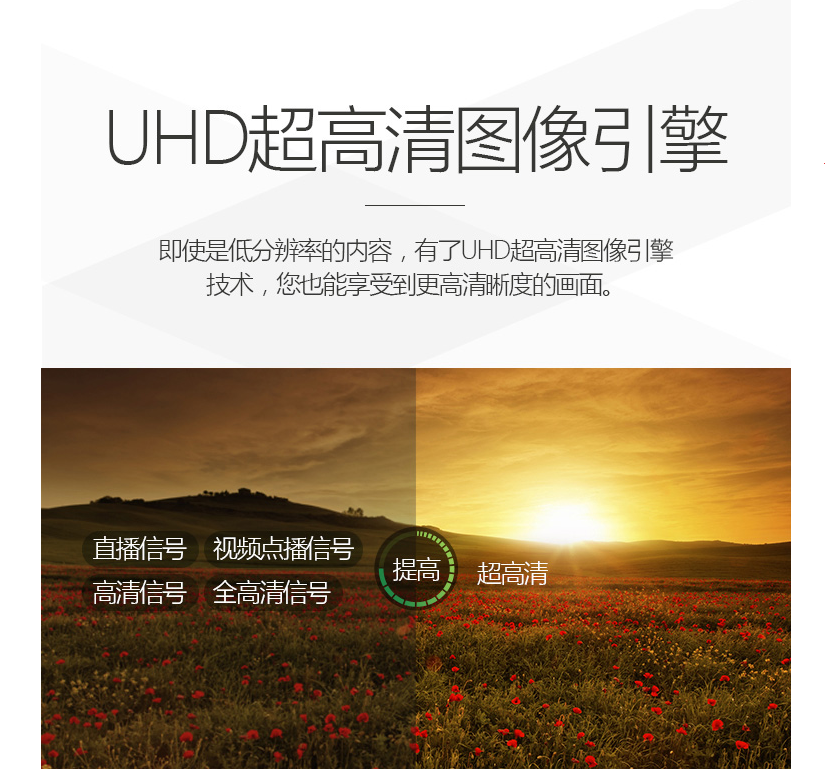 UHD超高清图像引擎
即使是低分辨率的内容，有了UHD超高清图像引擎
技术，您也能享受到更高清晰度的画面。
直播信号 视频点播信号
高清信号 全高清信号
提高
超高清